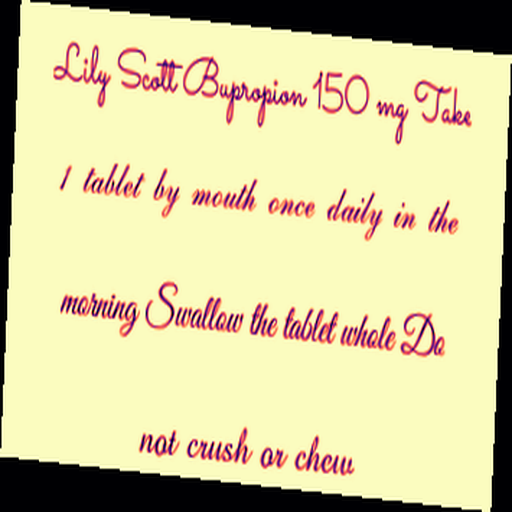 Lily Scott Bupropion 150 mg Take
1 tablet by mouth once daily in the
morning Swallow the tablet whole Do
not crush or chew